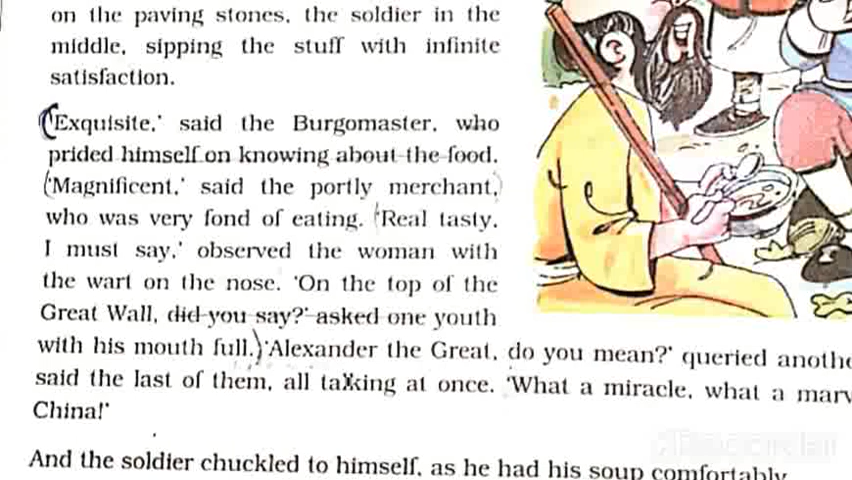 on the paving stones, the soldier in the
middle, sipping the stuff with infinite
satisfaction.
'Exquisite,' said the Burgomaster, who
prided himself on knowing about the food.
'Magnificent,' said the portly merchant,
who was very fond of eating. 'Real tasty,
I must say,' observed the woman with
the wart on the nose. 'On the top of the
Great Wall, did you say?' asked one youth
with his mouth full. 'Alexander the Great, do you mean?' queried anothe
said the last of them, all talking at once. 'What a miracle, what a marv
China!'
And the soldier chuckled to himself, as he had his soup comfortably